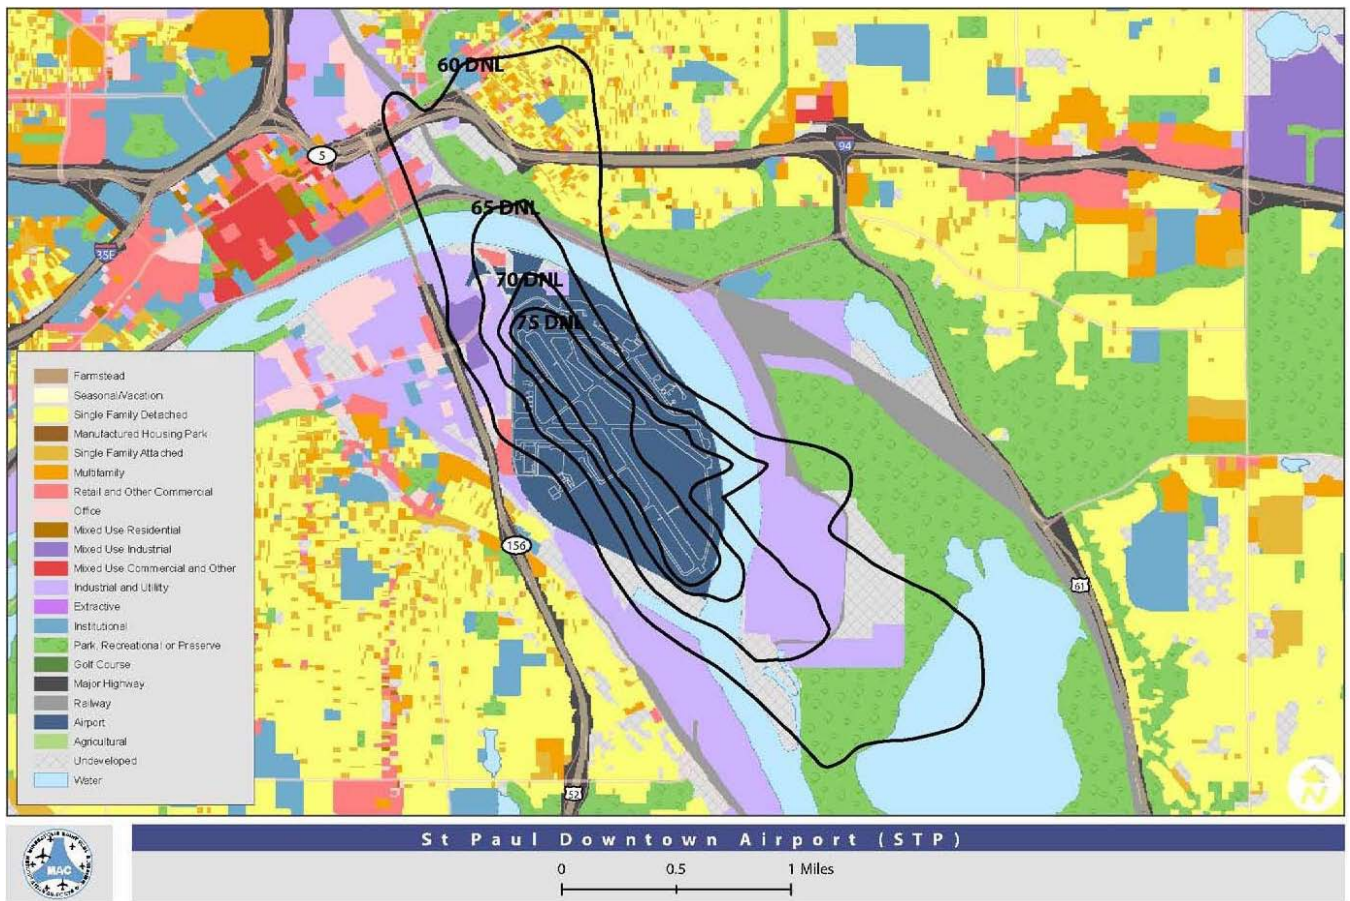 60 DNL
5
94
65 DNL
35E
70 DNL
75 DNL
Farmstead
Seasonal/Vacation
Single Family Detached
Manufactured Housing Park
Single Family Attached
Multifamily
Retail and Other Commercial
Office
Mixed Use Residential
Mixed Use Industrial
Mixed Use Commercial and Other
Industrial and Utility
Extractive
Institutional
Park, Recreational or Preserve
Golf Course
Major Highway
Railway
Airport
Agricultural
Undeveloped
Water
156
61
52
N
MAC
St Paul Downtown Airport (STP)
0 0.5 1 Miles